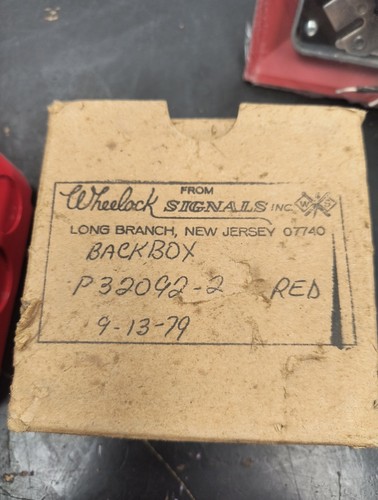 FROM
Wheelock SIGNALS INC. W S
LONG BRANCH, NEW JERSEY 07740
BACKBOX
P32092-2 RED
9-13-79